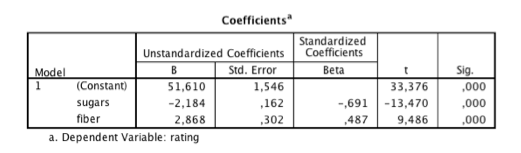 Coefficientsᵃ
Unstandardized Coefficients Standardized Coefficients
Model B Std. Error Beta t Sig.
1 (Constant) 51,610 1,546 33,376 ,000
sugars -2,184 ,162 -,691 -13,470 ,000
fiber 2,868 ,302 ,487 9,486 ,000
a. Dependent Variable: rating